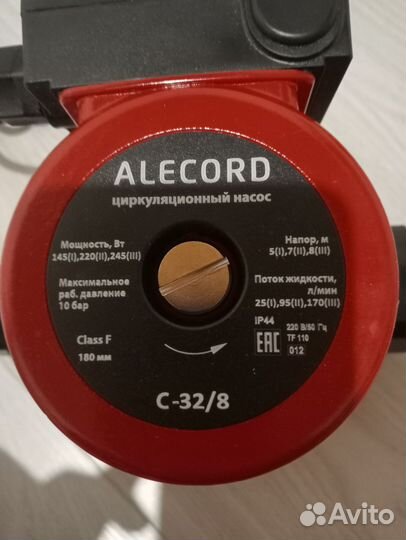 ALECORD
циркуляционный насос
Мощность, Вт
145(I),220(II),245(III)
Максимальное
раб. давление
10 бар
Class F
180 мм
Напор, м
5(I),7(II),8(III)
Поток жидкости,
л/мин
25(I),95(II),170(III)
IP44
EAC
220 В/50 Гц
TF 110
012
C-32/8
Avito